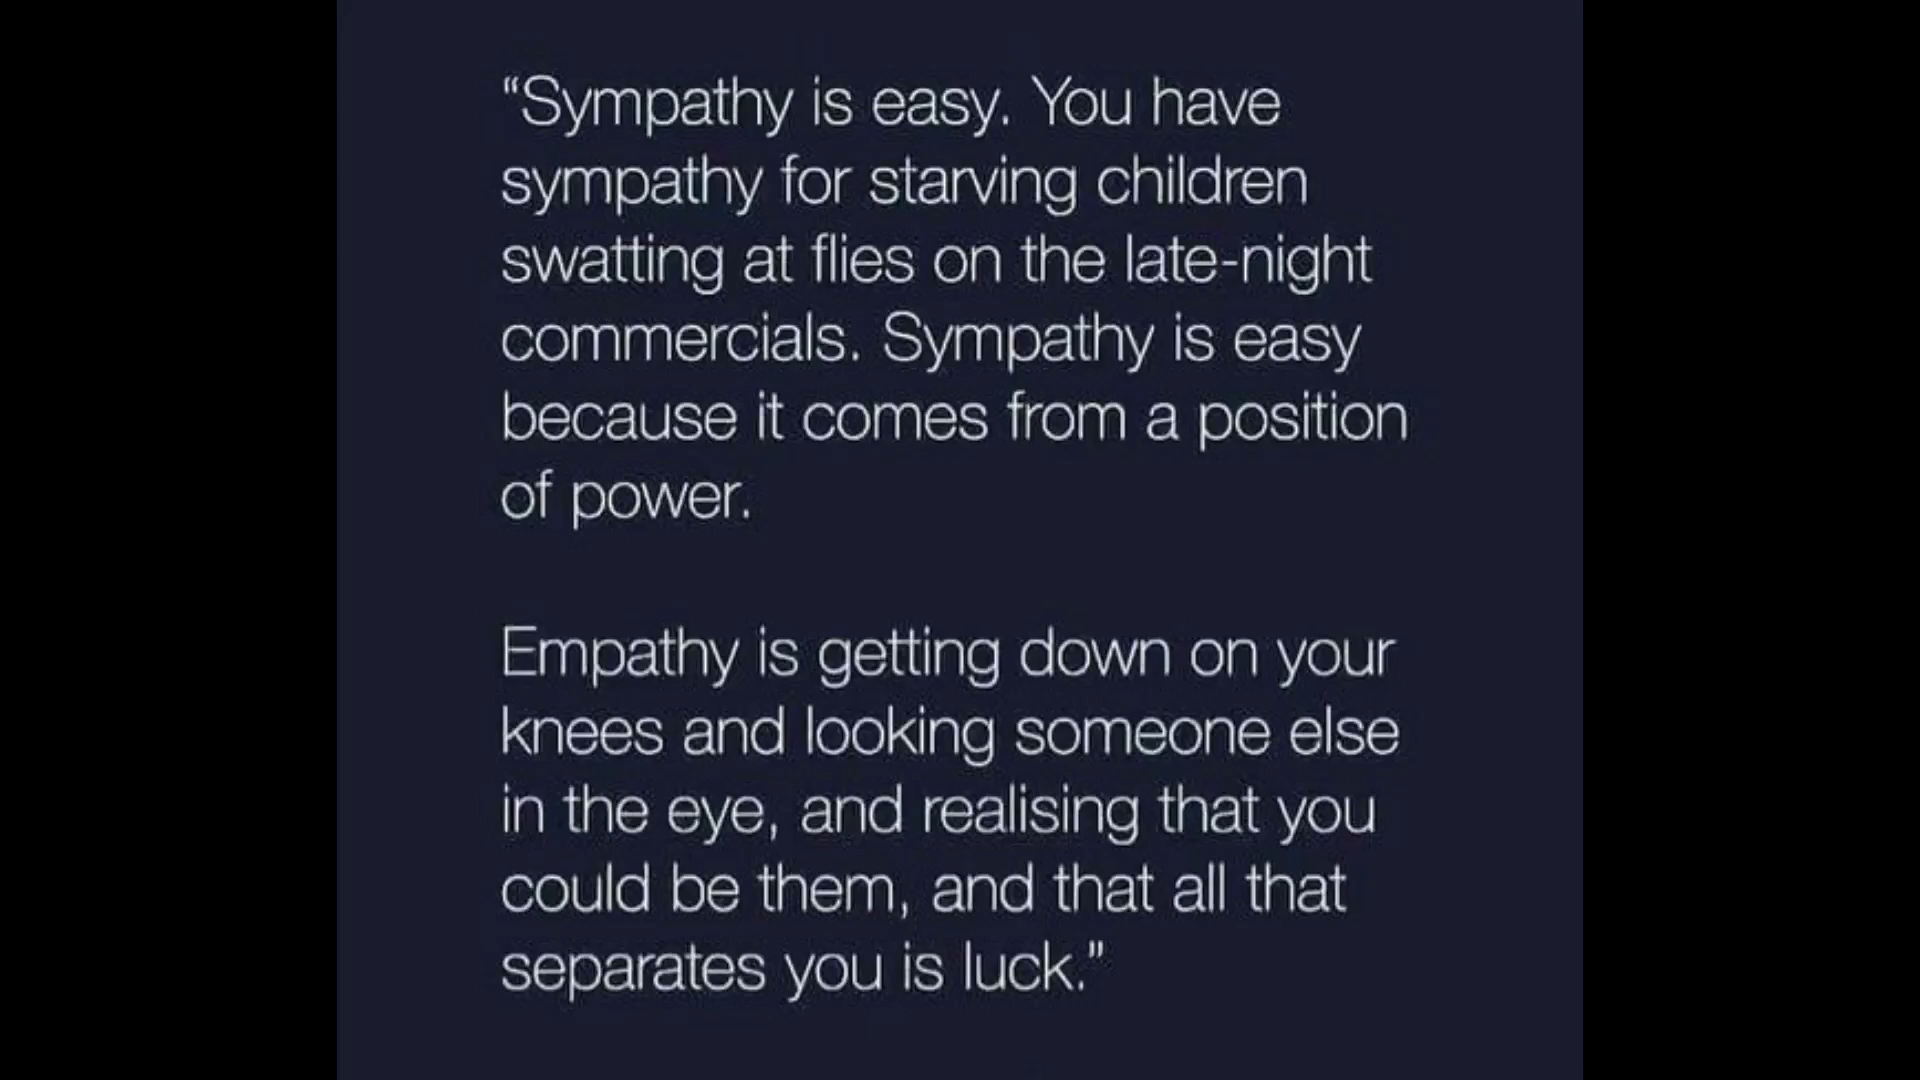 “Sympathy is easy. You have
sympathy for starving children
swatting at flies on the late-night
commercials. Sympathy is easy
because it comes from a position
of power.
Empathy is getting down on your
knees and looking someone else
in the eye, and realising that you
could be them, and that all that
separates you is luck.”